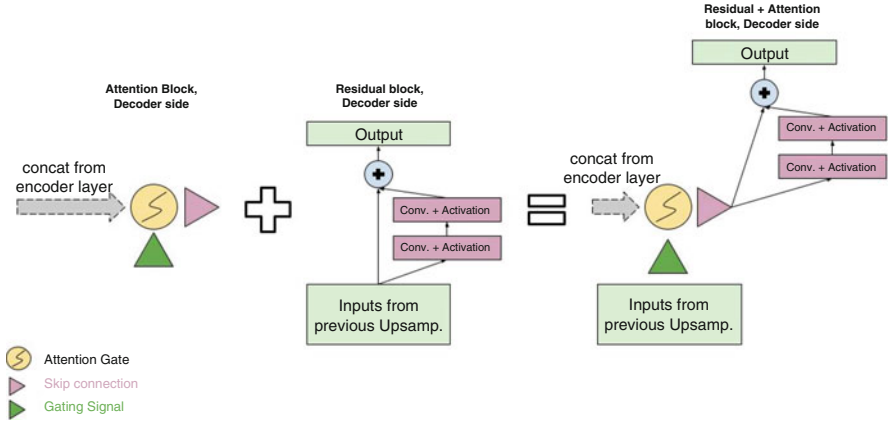 Attention Block,
Decoder side
concat from
encoder layer
Residual block,
Decoder side
Output
Conv. + Activation
Conv. + Activation
Inputs from
previous Upsamp.
Residual + Attention
block, Decoder side
Output
Conv. + Activation
Conv. + Activation
concat from
encoder layer
Inputs from
previous Upsamp.
Attention Gate
Skip connection
Gating Signal